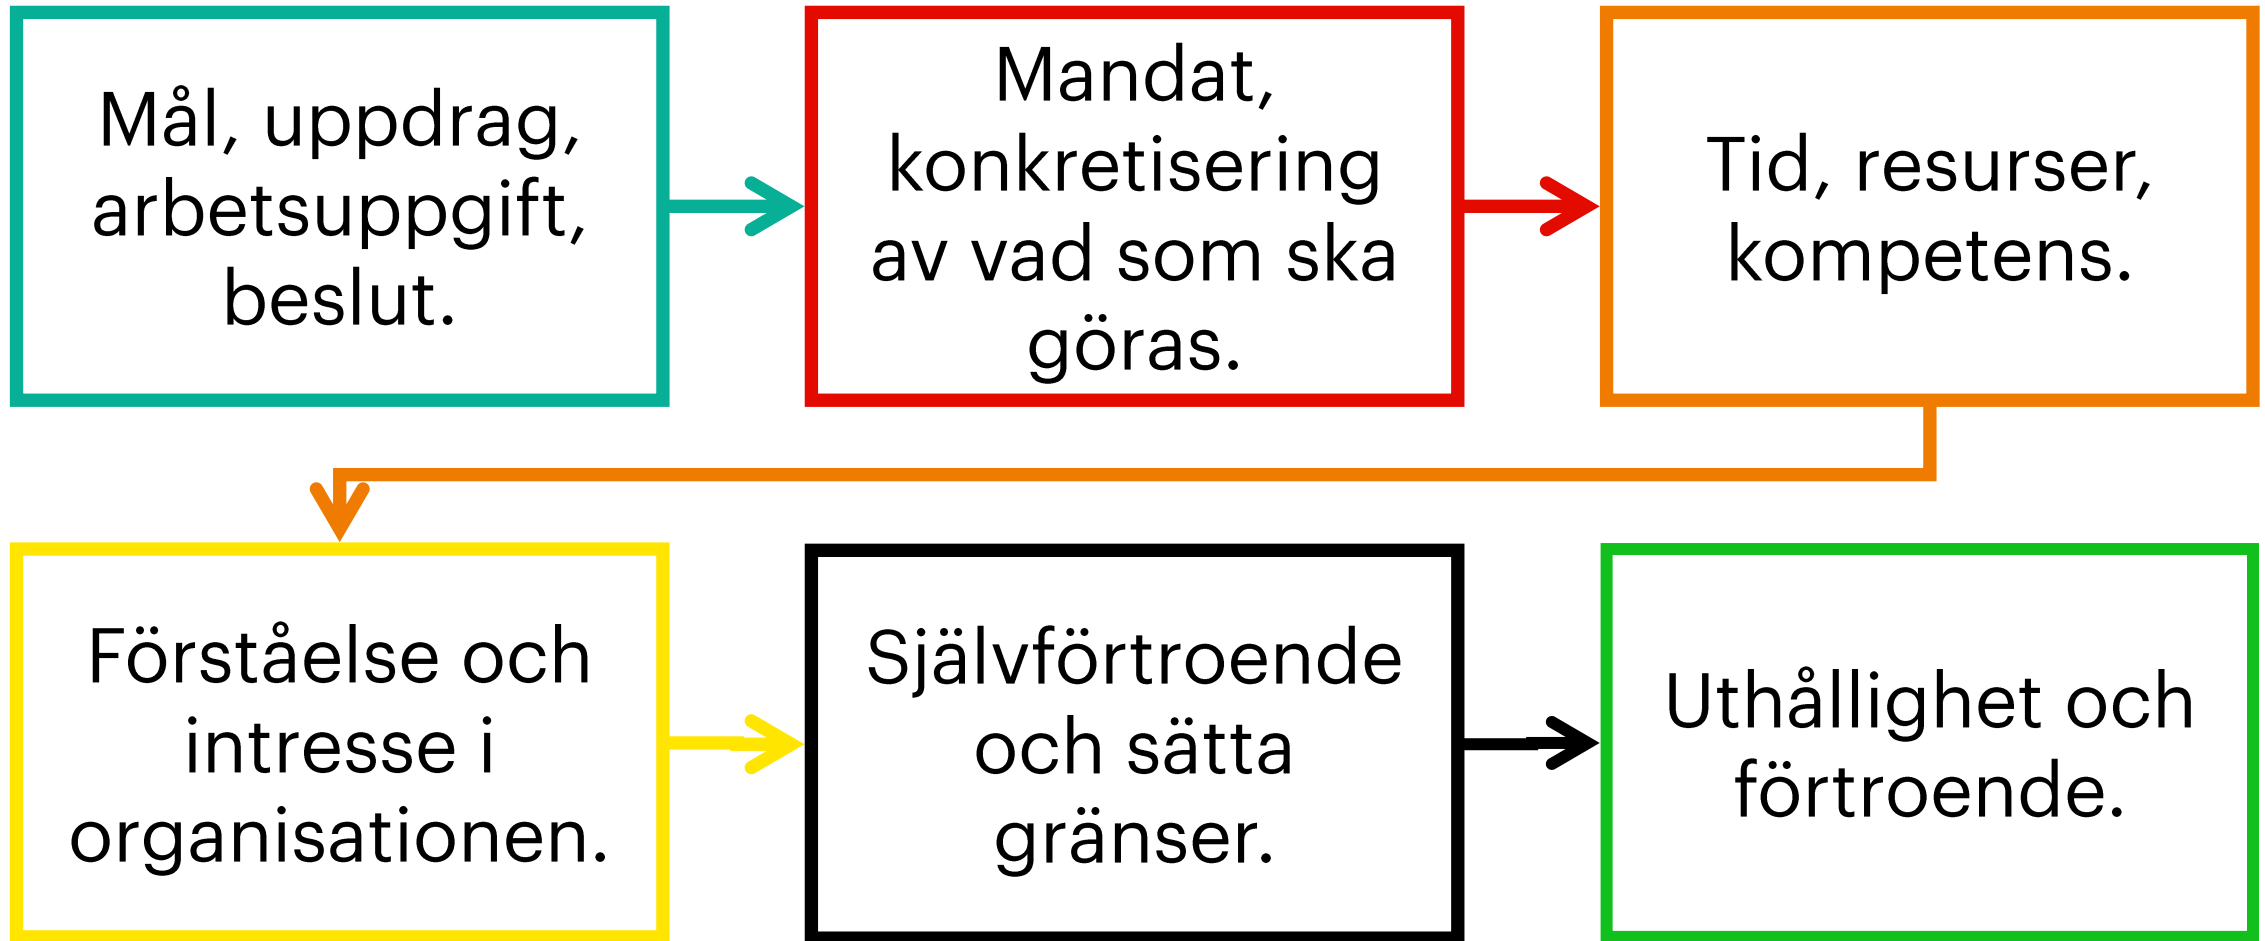 Mål, uppdrag,
arbetsuppgift,
beslut.
Mandat,
konkretisering
av vad som ska
göras.
Tid, resurser,
kompetens.
Förståelse och
intresse i
organisationen.
Självförtroende
och sätta
gränser.
Uthållighet och
förtroende.